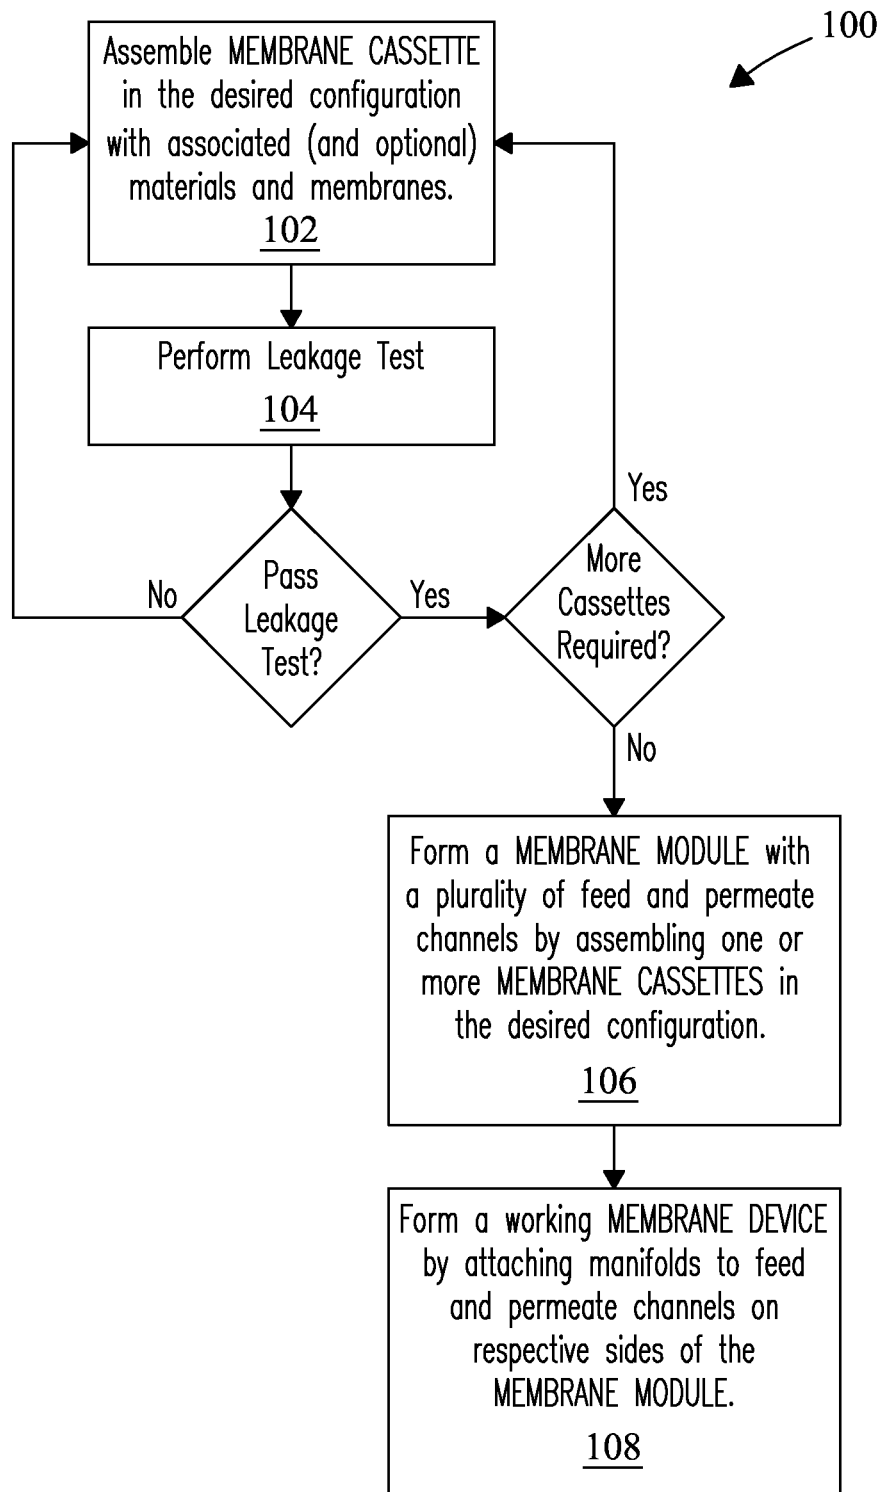 100
Assemble MEMBRANE CASSETTE
in the desired configuration
with associated (and optional)
materials and membranes.
102
Perform Leakage Test
104
Pass
Leakage
Test?
No
Yes
More
Cassettes
Required?
Yes
No
Form a MEMBRANE MODULE with
a plurality of feed and permeate
channels by assembling one or
more MEMBRANE CASSETTES in
the desired configuration.
106
Form a working MEMBRANE DEVICE
by attaching manifolds to feed
and permeate channels on
respective sides of the
MEMBRANE MODULE.
108